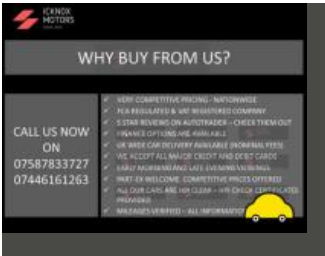 ICKNOX
MOTORS
WHY BUY FROM US?
CALL US NOW
ON
07587833727
07446161263
VERY COMPETITIVE PRICING - NATIONWIDE
FCA REGULATED & VAT REGISTERED COMPANY
5 STAR REVIEWS ON AUTOTRADER – CHECK THEM OUT
FINANCE OPTIONS ARE AVAILABLE
UK WIDE CAR DELIVERY AVAILABLE (NOMINAL FEES)
WE ACCEPT ALL MAJOR CREDIT AND DEBIT CARDS
EARLY MORNING AND LATE EVENING VIEWINGS
PART-EX WELCOME. COMPETITIVE PRICES OFFERED
ALL OUR CARS ARE HPI CLEAR – HPI CHECK CERTIFICATES
PROVIDED
MILEAGES VERIFIED – ALL INFORMATION